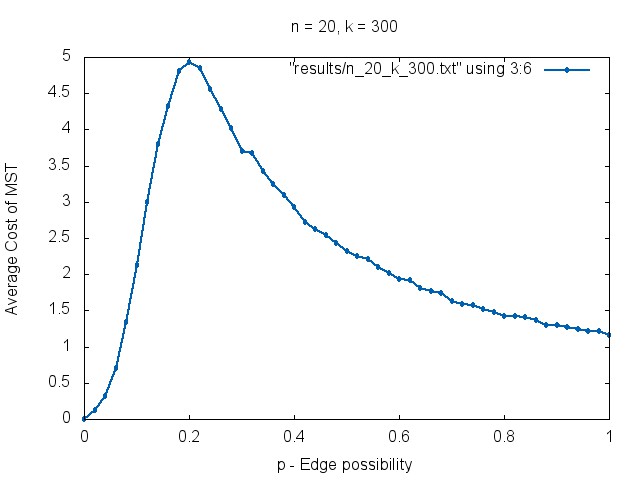 n = 20, k = 300
"results/n_20_k_300.txt" using 3:6
Average Cost of MST
5
4.5
4
3.5
3
2.5
2
1.5
1
0.5
0
0 0.2 0.4 0.6 0.8 1
p - Edge possibility